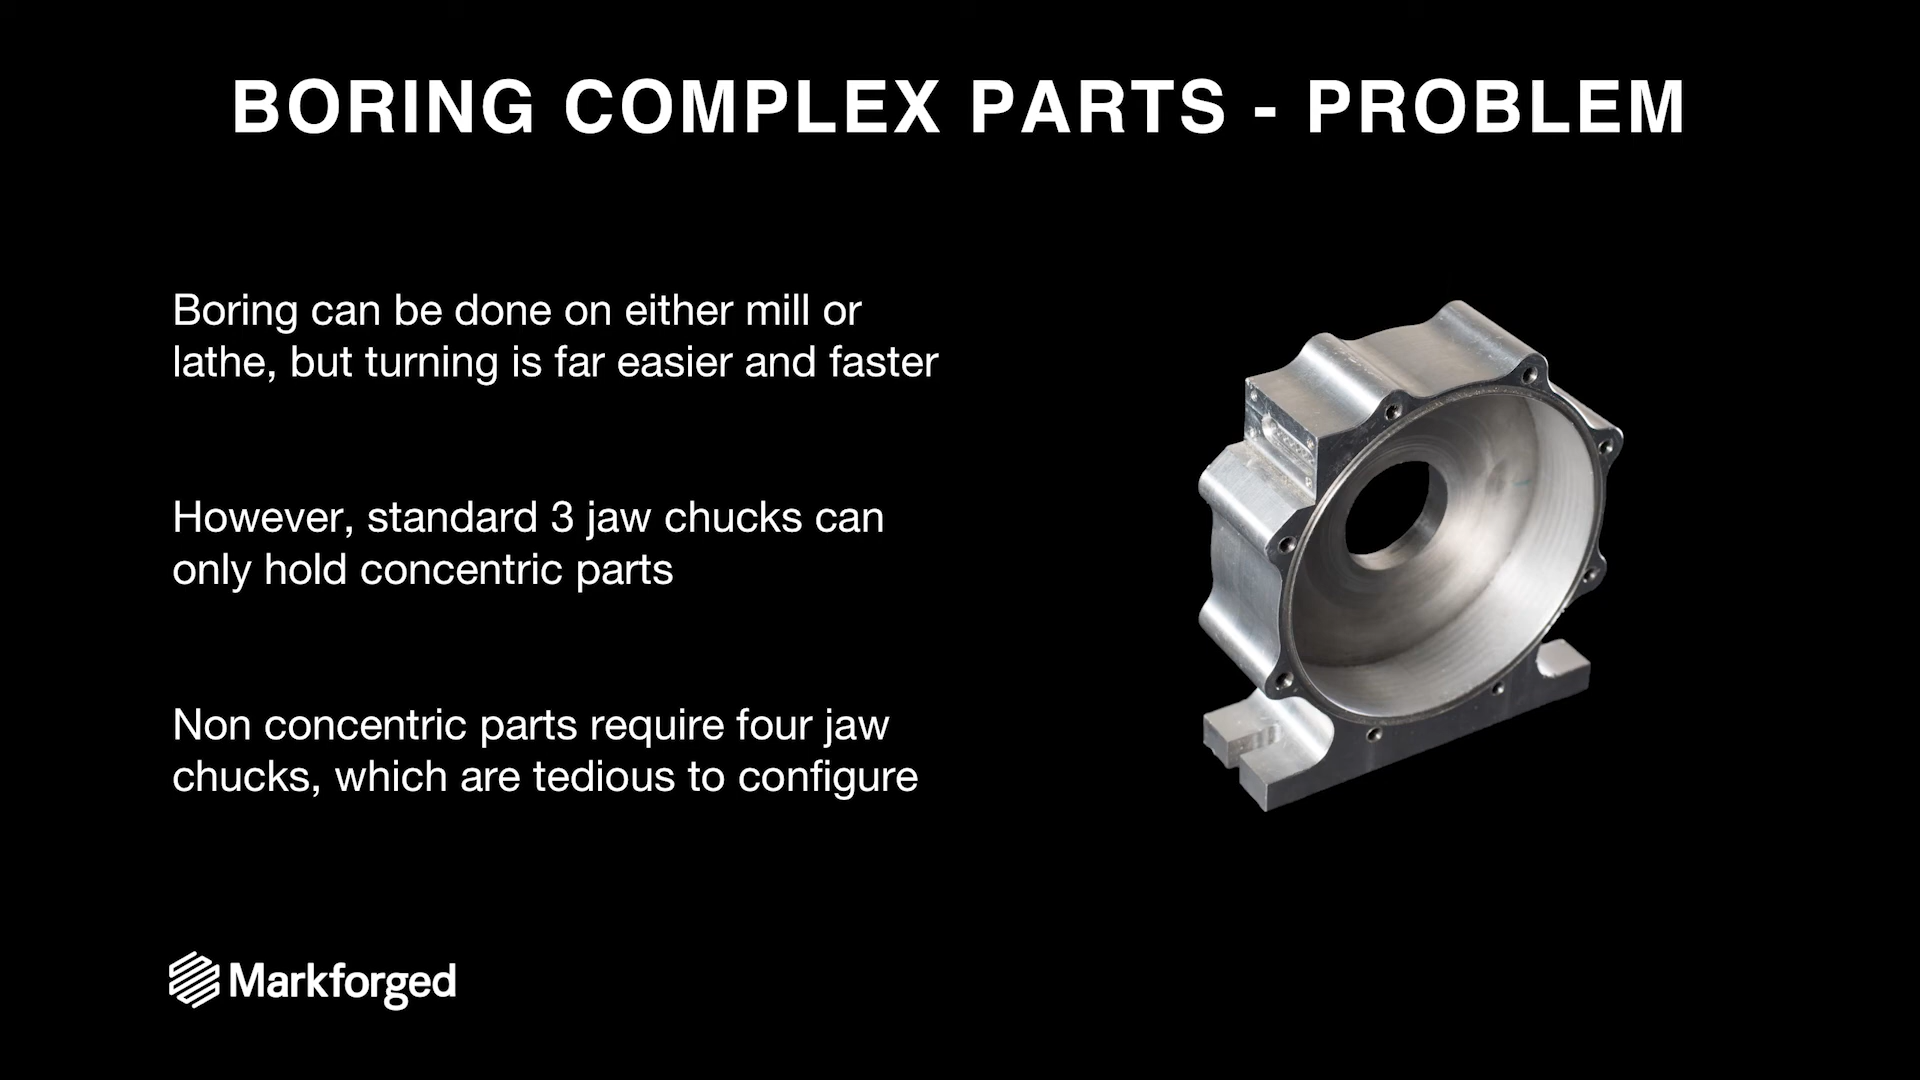 BORING COMPLEX PARTS - PROBLEM
Boring can be done on either mill or
lathe, but turning is far easier and faster
However, standard 3 jaw chucks can
only hold concentric parts
Non concentric parts require four jaw
chucks, which are tedious to configure
Markforged